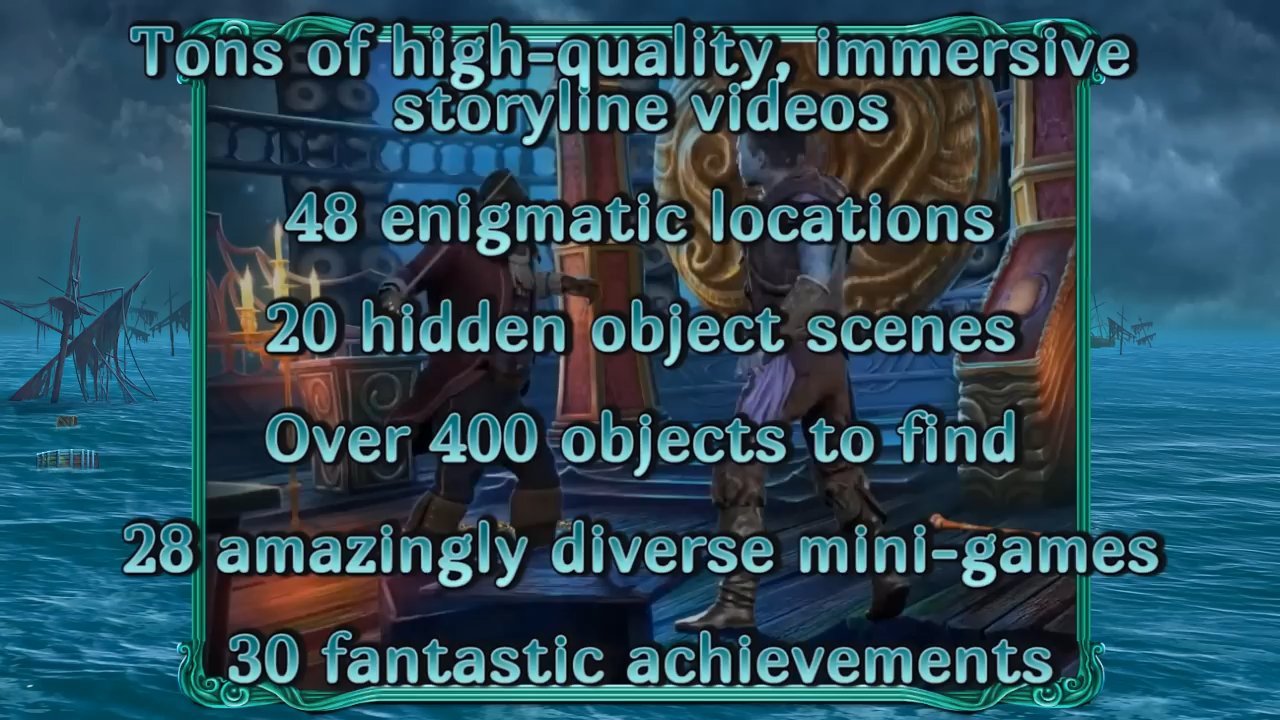 Tons of high-quality, immersive
storyline videos
48 enigmatic locations
20 hidden object scenes
Over 400 objects to find
28 amazingly diverse mini-games
30 fantastic achievements